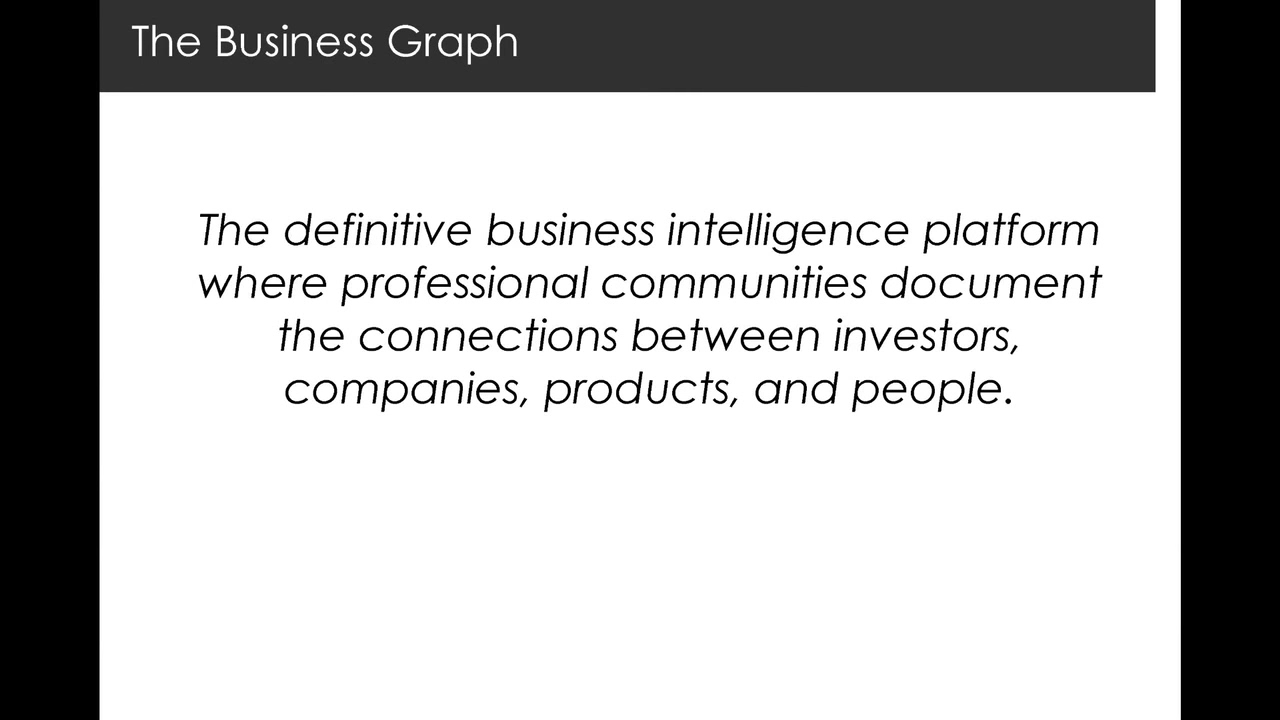 The Business Graph
The definitive business intelligence platform
where professional communities document
the connections between investors,
companies, products, and people.